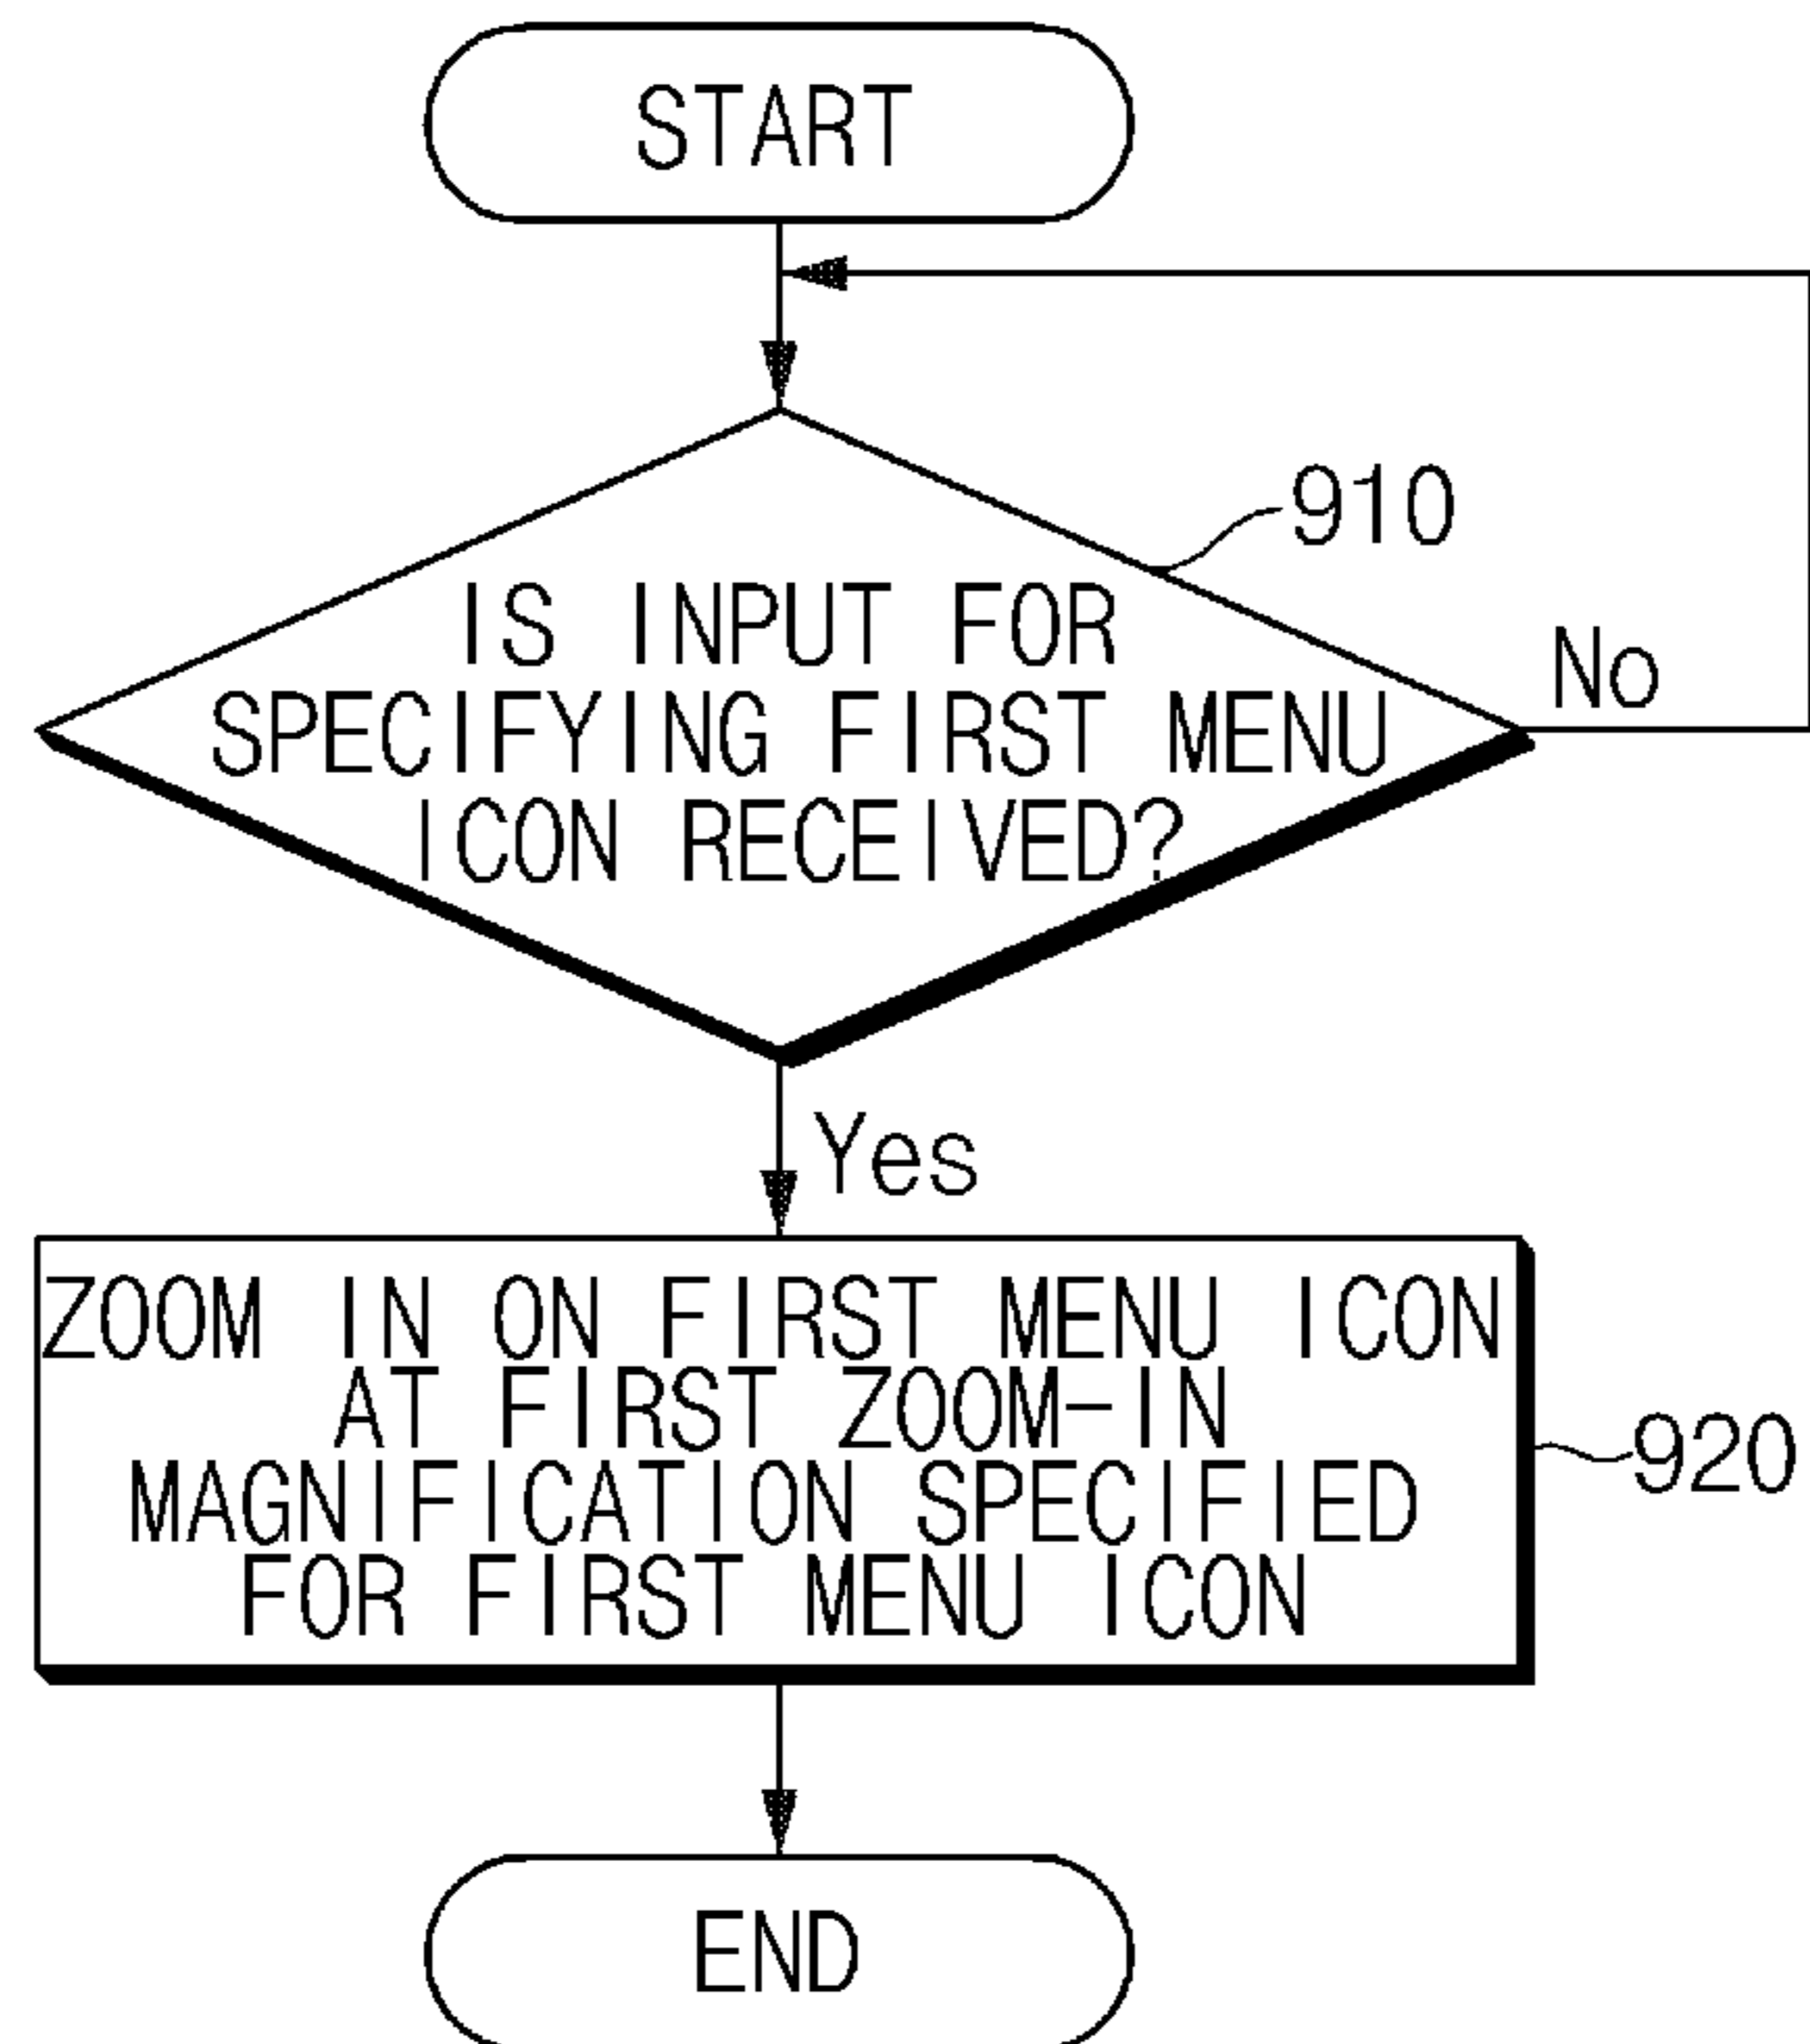 START
910
IS INPUT FOR
SPECIFYING FIRST MENU
ICON RECEIVED?
No
Yes
ZOOM IN ON FIRST MENU ICON
AT FIRST ZOOM-IN
MAGNIFICATION SPECIFIED
FOR FIRST MENU ICON
920
END